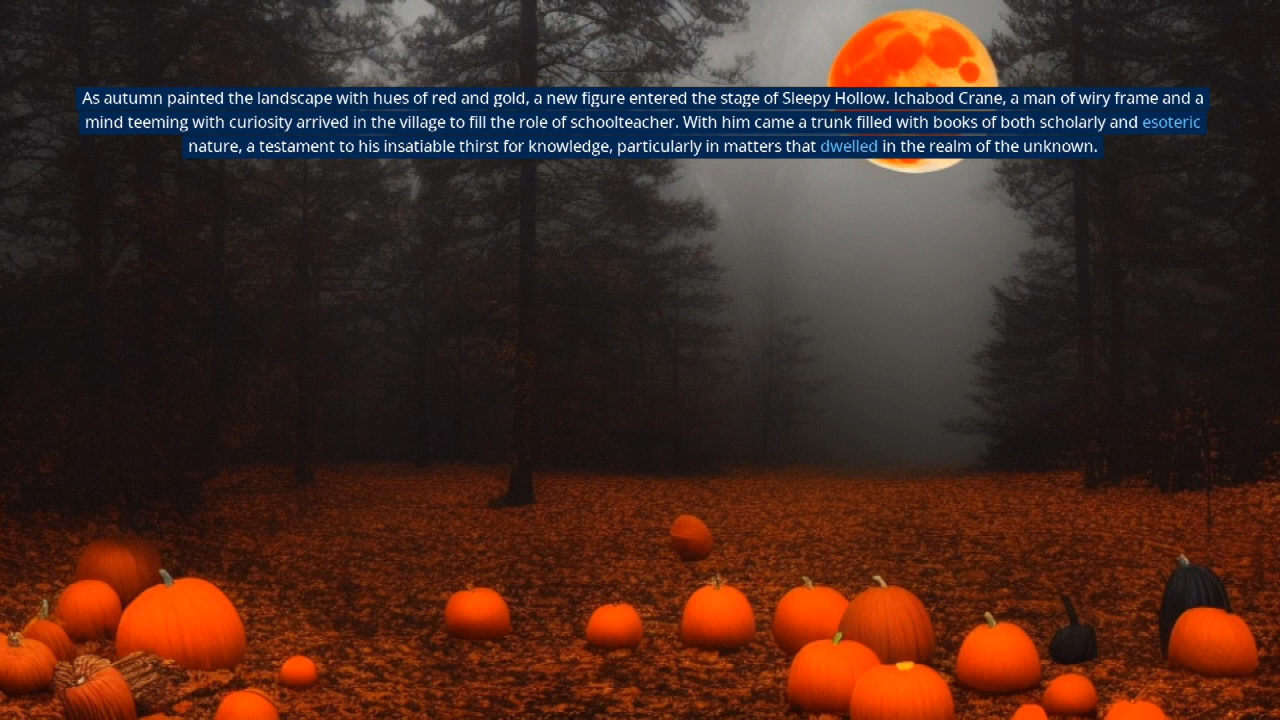 As autumn painted the landscape with hues of red and gold, a new figure entered the stage of Sleepy Hollow. Ichabod Crane, a man of wiry frame and a
mind teeming with curiosity arrived in the village to fill the role of schoolteacher. With him came a trunk filled with books of both scholarly and esoteric
nature, a testament to his insatiable thirst for knowledge, particularly in matters that dwelled in the realm of the unknown.